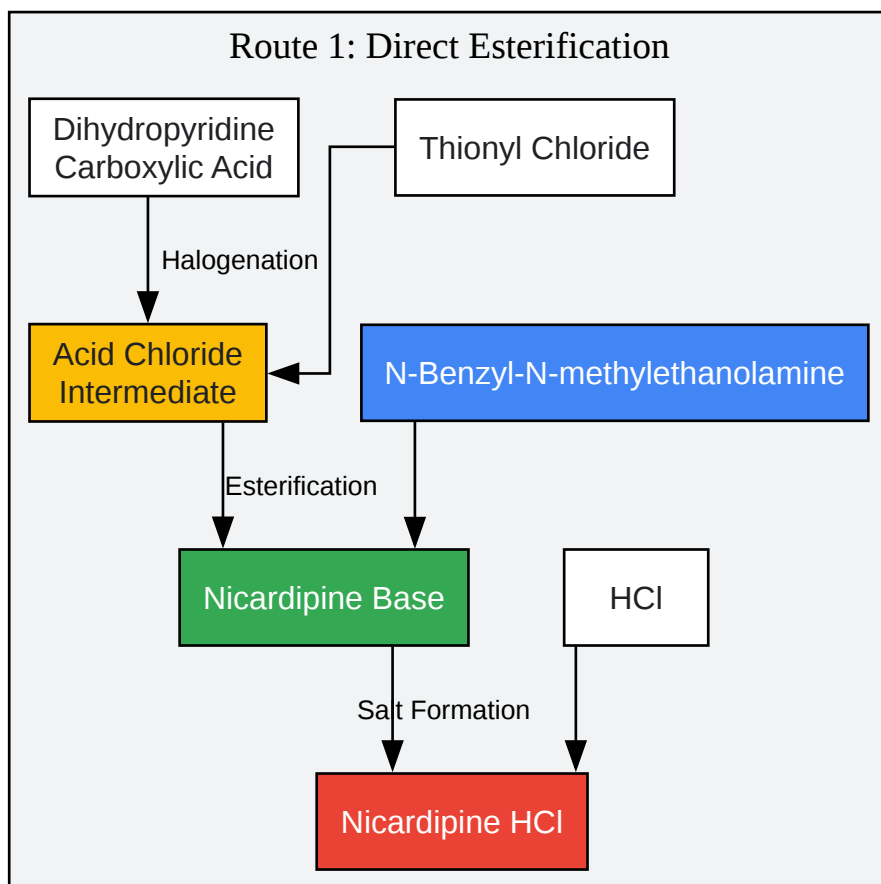 Route 1: Direct Esterification
Dihydropyridine
Carboxylic Acid
Thionyl Chloride
Halogenation
Acid Chloride
Intermediate
N-Benzyl-N-methylethanolamine
Esterification
Nicardipine Base
HCl
Salt Formation
Nicardipine HCl